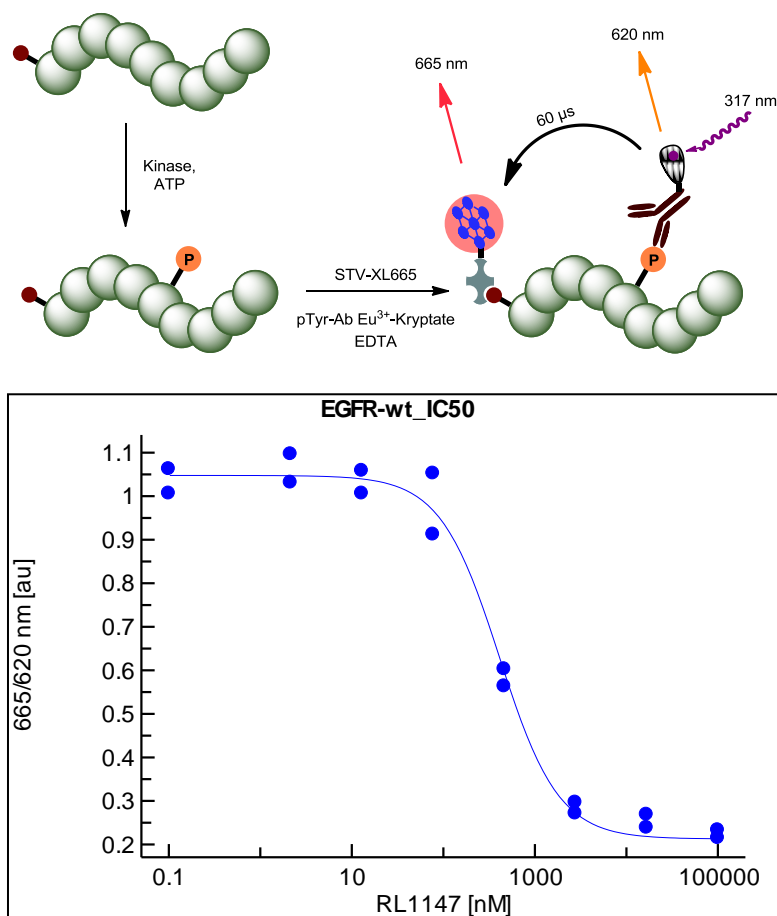 665 nm
620 nm
317 nm
60 µs
Kinase,
ATP
P
P
STV-XL665
pTyr-Ab Eu³⁺-Kryptate
EDTA
EGFR-wt_IC50
665/620 nm [au]
1.1
1
0.9
0.8
0.7
0.6
0.5
0.4
0.3
0.2
0.1
10
1000
100000
RL1147 [nM]